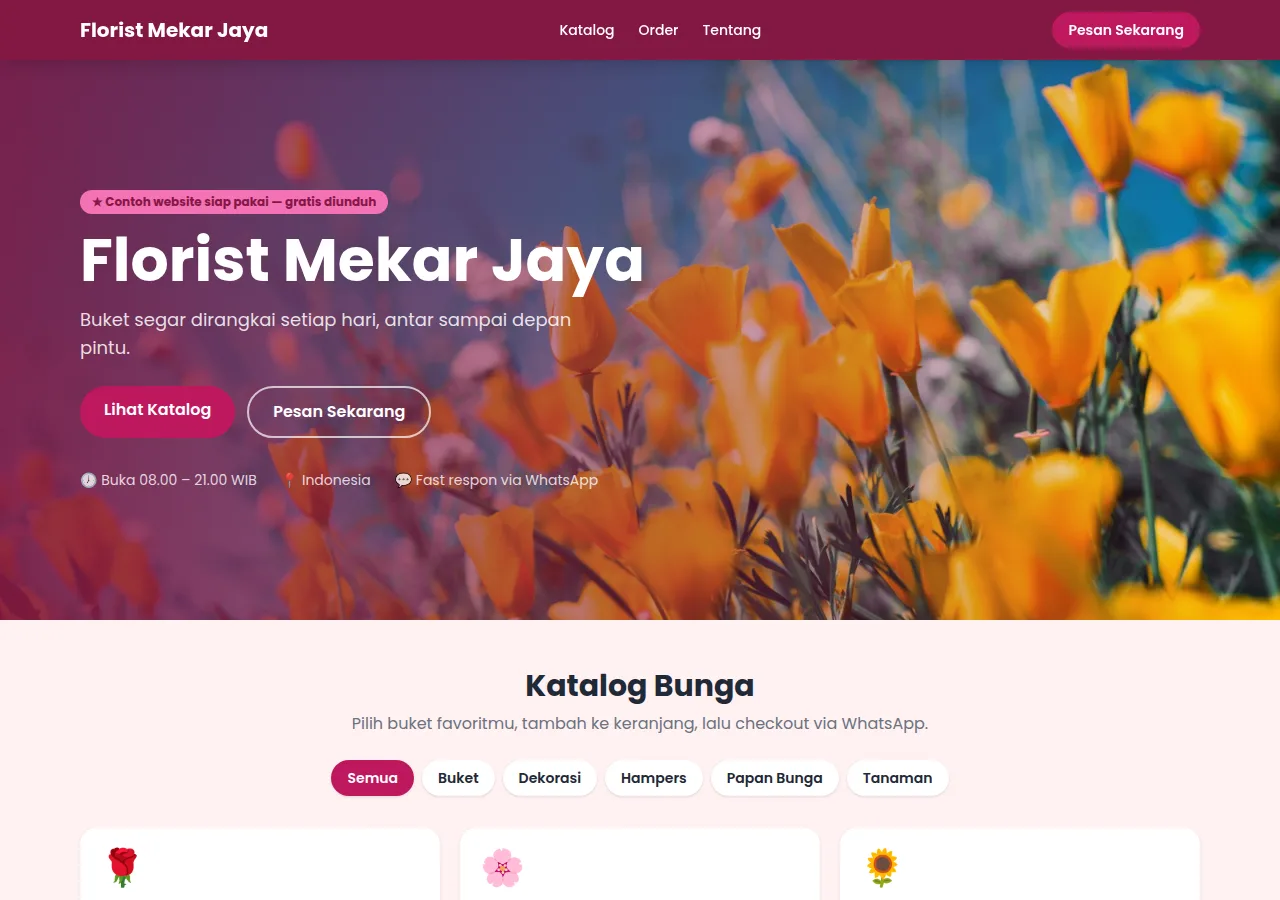 Florist Mekar Jaya
Katalog Order Tentang
Pesan Sekarang
★ Contoh website siap pakai — gratis diunduh
Florist Mekar Jaya
Buket segar dirangkai setiap hari, antar sampai depan
pintu.
Lihat Katalog
Pesan Sekarang
🕗 Buka 08.00 – 21.00 WIB 📍 Indonesia 💬 Fast respon via WhatsApp
Katalog Bunga
Pilih buket favoritmu, tambah ke keranjang, lalu checkout via WhatsApp.
Semua Buket Dekorasi Hampers Papan Bunga Tanaman